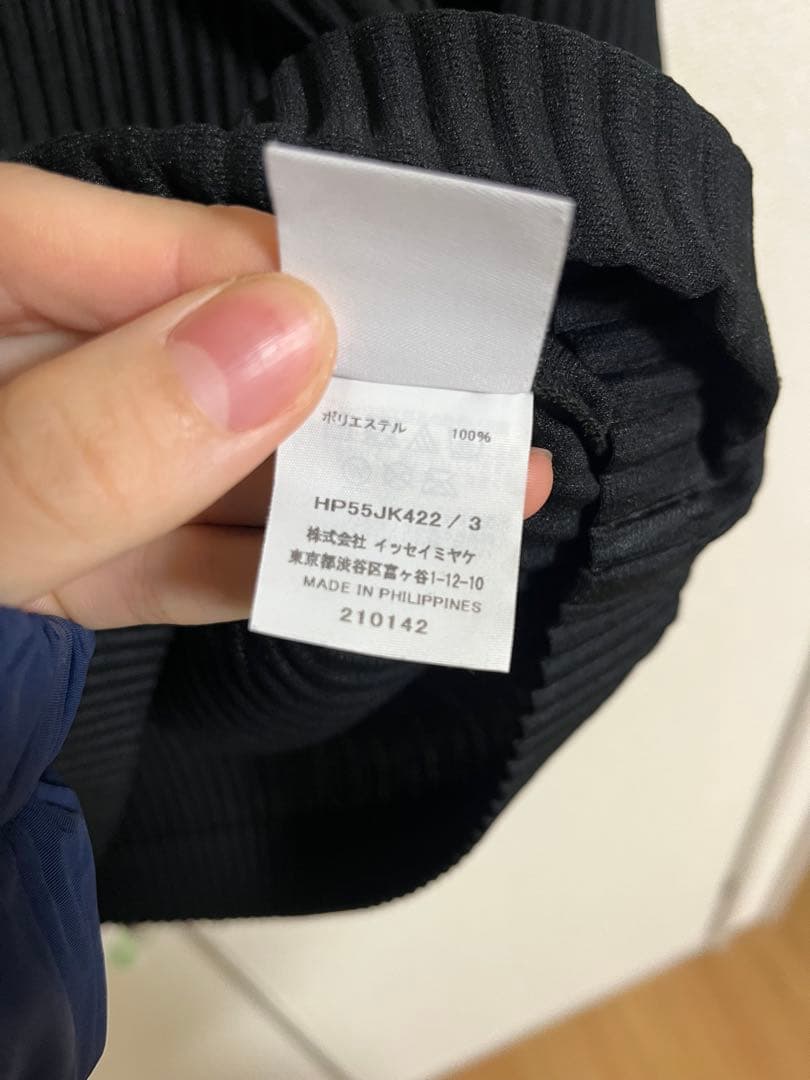 ポリエステル 100%
HP55JK422 / 3
株式会社 イッセイミヤケ
東京都渋谷区富ヶ谷1-12-10
MADE IN PHILIPPINES
210142